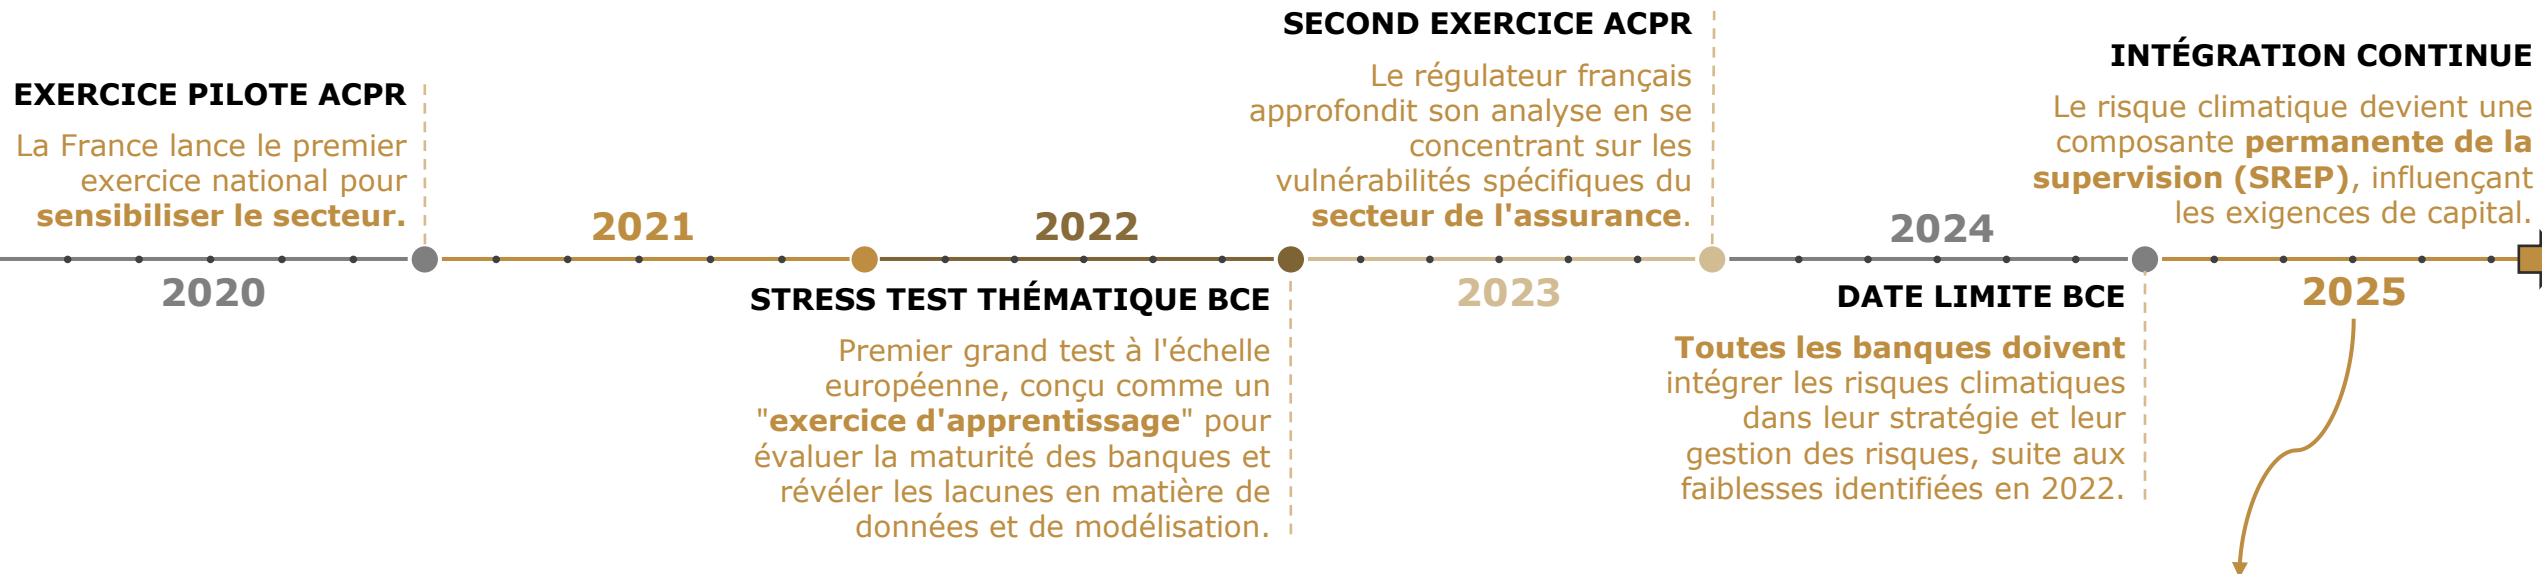 EXERCICE PILOTE ACPR
La France lance le premier
exercice national pour
sensibiliser le secteur.
2020
2021
STRESS TEST THÉMATIQUE BCE
Premier grand test à l'échelle
européenne, conçu comme un
"exercice d'apprentissage" pour
évaluer la maturité des banques et
révéler les lacunes en matière de
données et de modélisation.
2022
SECOND EXERCICE ACPR
Le régulateur français
approfondit son analyse en se
concentrant sur les
vulnérabilités spécifiques du
secteur de l'assurance.
2023
2024
DATE LIMITE BCE
Toutes les banques doivent
intégrer les risques climatiques
dans leur stratégie et leur
gestion des risques, suite aux
faiblesses identifiées en 2022.
INTÉGRATION CONTINUE
Le risque climatique devient une
composante permanente de la
supervision (SREP), influençant
les exigences de capital.
2025